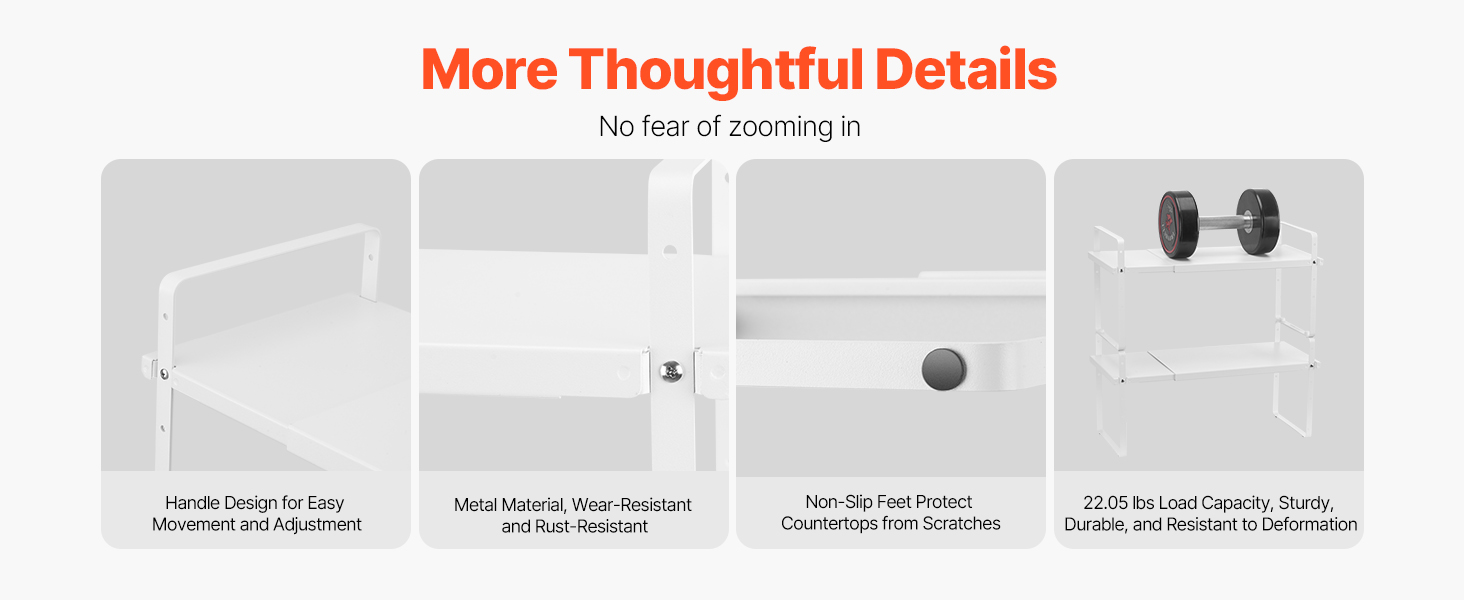 More Thoughtful Details
No fear of zooming in
Handle Design for Easy
Movement and Adjustment
Metal Material, Wear-Resistant
and Rust-Resistant
Non-Slip Feet Protect
Countertops from Scratches
22.05 lbs Load Capacity, Sturdy,
Durable, and Resistant to Deformation